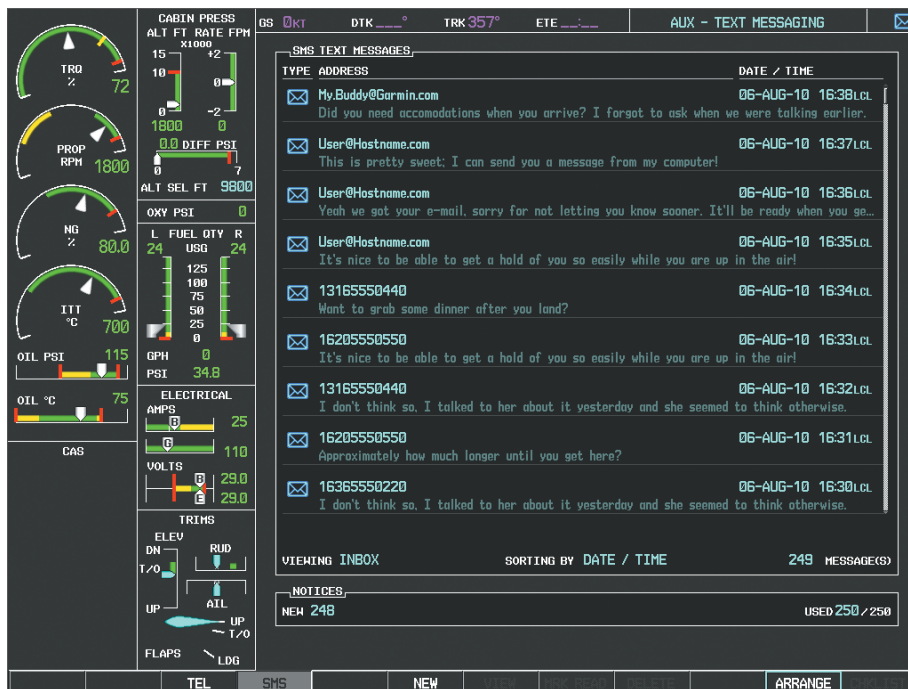 GS 0KT DTK ___° TRK 357° ETE __:__ AUX - TEXT MESSAGING
TRQ
%
72
PROP
RPM
1800
NG
%
80.0
ITT
°C
700
OIL PSI 115
OIL °C 75
CAS
CABIN PRESS
ALT FT RATE FPM
X1000
15 +2
10 0
0 -2
1800 0
0.0 DIFF PSI
0 7
ALT SEL FT 9800
OXY PSI 0
L FUEL QTY R
24 USG 24
125
100
75
50
25
0
GPH 0
PSI 34.8
ELECTRICAL
AMPS
B 25
G 110
VOLTS
B 29.0
E 29.0
TRIMS
ELEV
DN RUD
T/O
UP AIL
UP
T/O
FLAPS LDG
SMS TEXT MESSAGES
TYPE ADDRESS DATE / TIME
My.Buddy@Garmin.com 06-AUG-10 16:38LCL
Did you need accomodations when you arrive? I forgot to ask when we were talking earlier.
User@Hostname.com 06-AUG-10 16:37LCL
This is pretty sweet; I can send you a message from my computer!
User@Hostname.com 06-AUG-10 16:36LCL
Yeah we got your e-mail, sorry for not letting you know sooner. It'll be ready when you ge...
User@Hostname.com 06-AUG-10 16:35LCL
It's nice to be able to get a hold of you so easily while you are up in the air!
13165550440 06-AUG-10 16:34LCL
Want to grab some dinner after you land?
16205550550 06-AUG-10 16:33LCL
It's nice to be able to get a hold of you so easily while you are up in the air!
13165550440 06-AUG-10 16:32LCL
I don't think so, I talked to her about it yesterday and she seemed to think otherwise.
16205550550 06-AUG-10 16:31LCL
Approximately how much longer until you get here?
16365550220 06-AUG-10 16:30LCL
I don't think so, I talked to her about it yesterday and she seemed to think otherwise.
VIEWING INBOX SORTING BY DATE / TIME 249 MESSAGE(S)
NOTICES
NEW 248 USED 250/250
TEL SMS NEW VIEW MRK READ DELETE ARRANGE CHKLIST